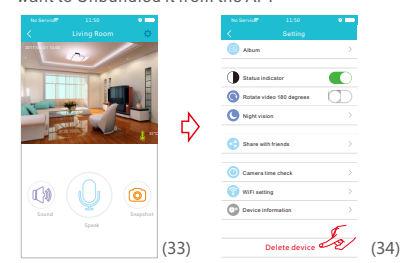 want to Unbundled it from the AP?
No Service 11:50
Living Room
Sound
Speak
Snapshot
(33)
No Service 11:50
Setting
Album
Status indicator
Rotate video 180 degrees
Night vision
Share with friends
Camera time check
WiFi setting
Device information
Delete device
(34)